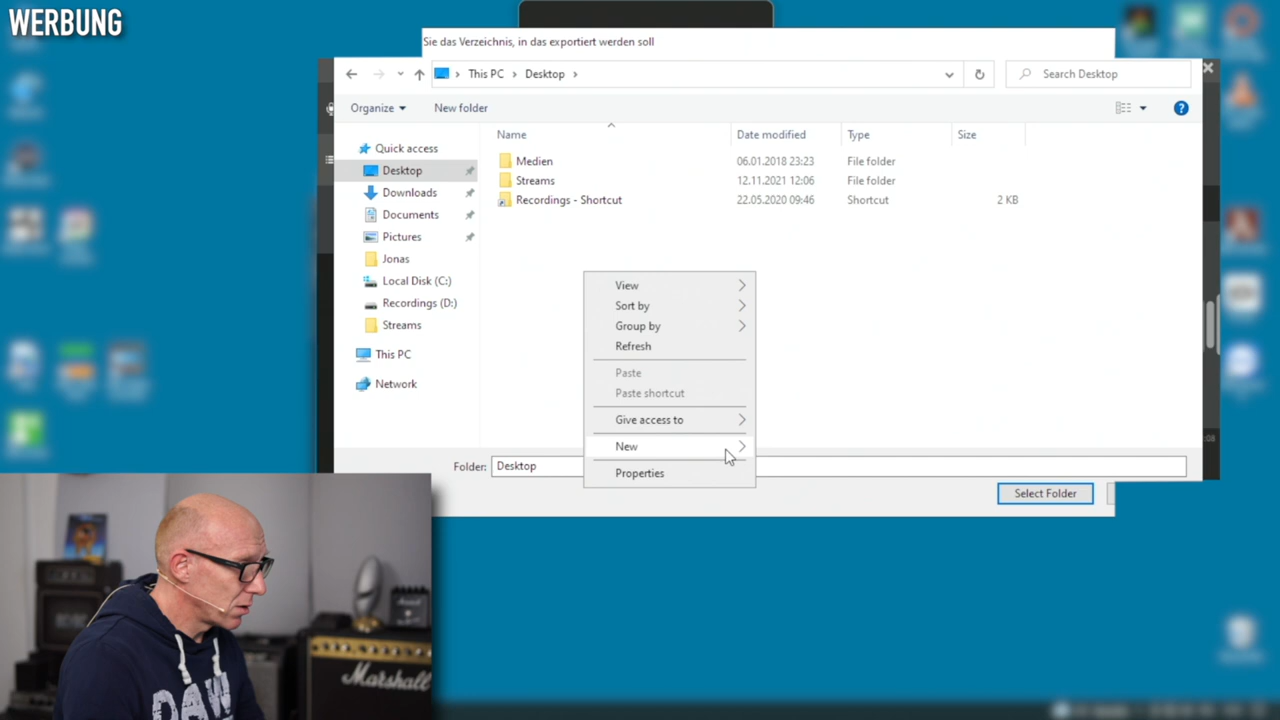 WERBUNG
Sie das Verzeichnis, in das exportiert werden soll
This PC > Desktop >
Search Desktop
Organize
New folder
Name
Date modified
Type
Size
Quick access
Desktop
Downloads
Documents
Pictures
Jonas
Local Disk (C:)
Recordings (D:)
Streams
This PC
Network
Medien 06.01.2018 23:23 File folder
Streams 12.11.2021 12:06 File folder
Recordings - Shortcut 22.05.2020 09:46 Shortcut 2 KB
View
Sort by
Group by
Refresh
Paste
Paste shortcut
Give access to
New
Properties
Folder: Desktop
Select Folder
:08
Marshall
DAW